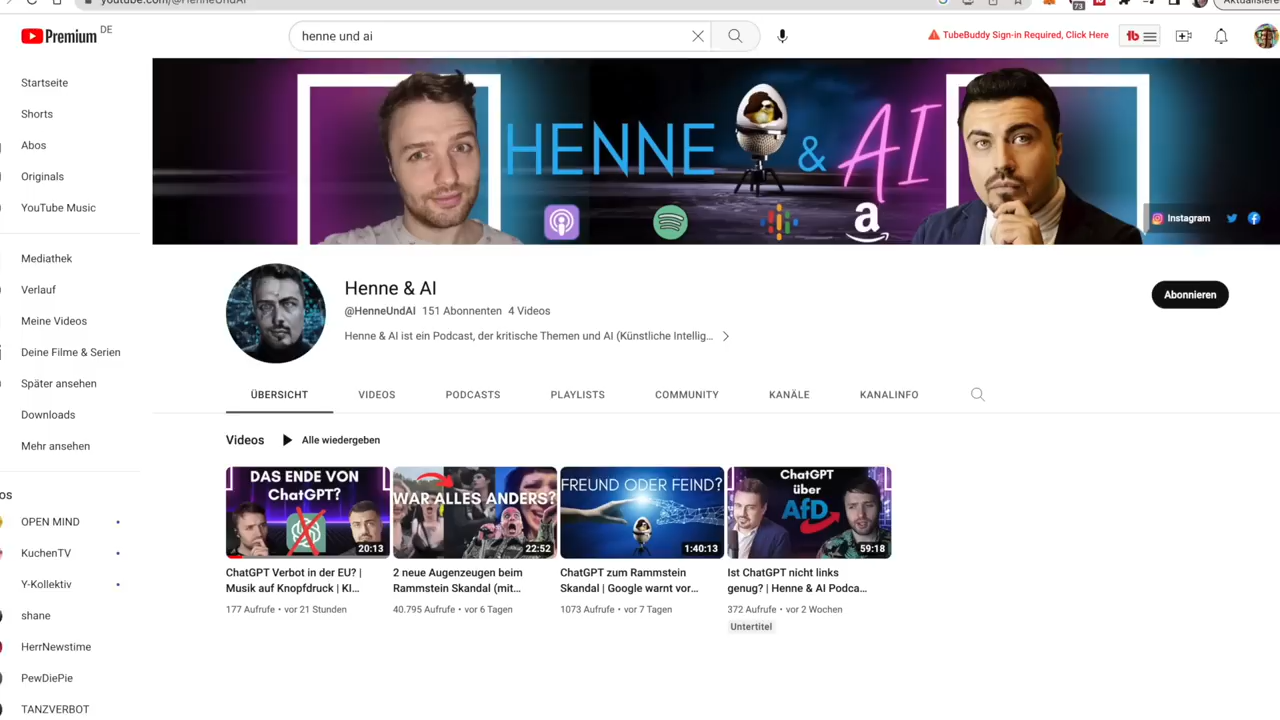 youtube.com/@HenneUndAI
Aktualisieren
Premium DE
henne und ai
TubeBuddy Sign-in Required, Click Here
tb
73
Startseite
Shorts
Abos
Originals
YouTube Music
Mediathek
Verlauf
Meine Videos
Deine Filme & Serien
Später ansehen
Downloads
Mehr ansehen
os
OPEN MIND
KuchenTV
Y-Kollektiv
shane
HerrNewstime
PewDiePie
TANZVERBOT
HENNE & AI
a
Instagram
Henne & AI
@HenneUndAI 151 Abonnenten 4 Videos
Henne & AI ist ein Podcast, der kritische Themen und AI (Künstliche Intellig...
Abonnieren
ÜBERSICHT VIDEOS PODCASTS PLAYLISTS COMMUNITY KANÄLE KANALINFO
Videos Alle wiedergeben
DAS ENDE VON
ChatGPT?
20:13
ChatGPT Verbot in der EU? |
Musik auf Knopfdruck | KI...
177 Aufrufe • vor 21 Stunden
WAR ALLES ANDERS?
22:52
2 neue Augenzeugen beim
Rammstein Skandal (mit...
40.795 Aufrufe • vor 6 Tagen
FREUND ODER FEIND?
1:40:13
ChatGPT zum Rammstein
Skandal | Google warnt vor...
1073 Aufrufe • vor 7 Tagen
ChatGPT
über
AfD
59:18
Ist ChatGPT nicht links
genug? | Henne & AI Podca...
372 Aufrufe • vor 2 Wochen
Untertitel